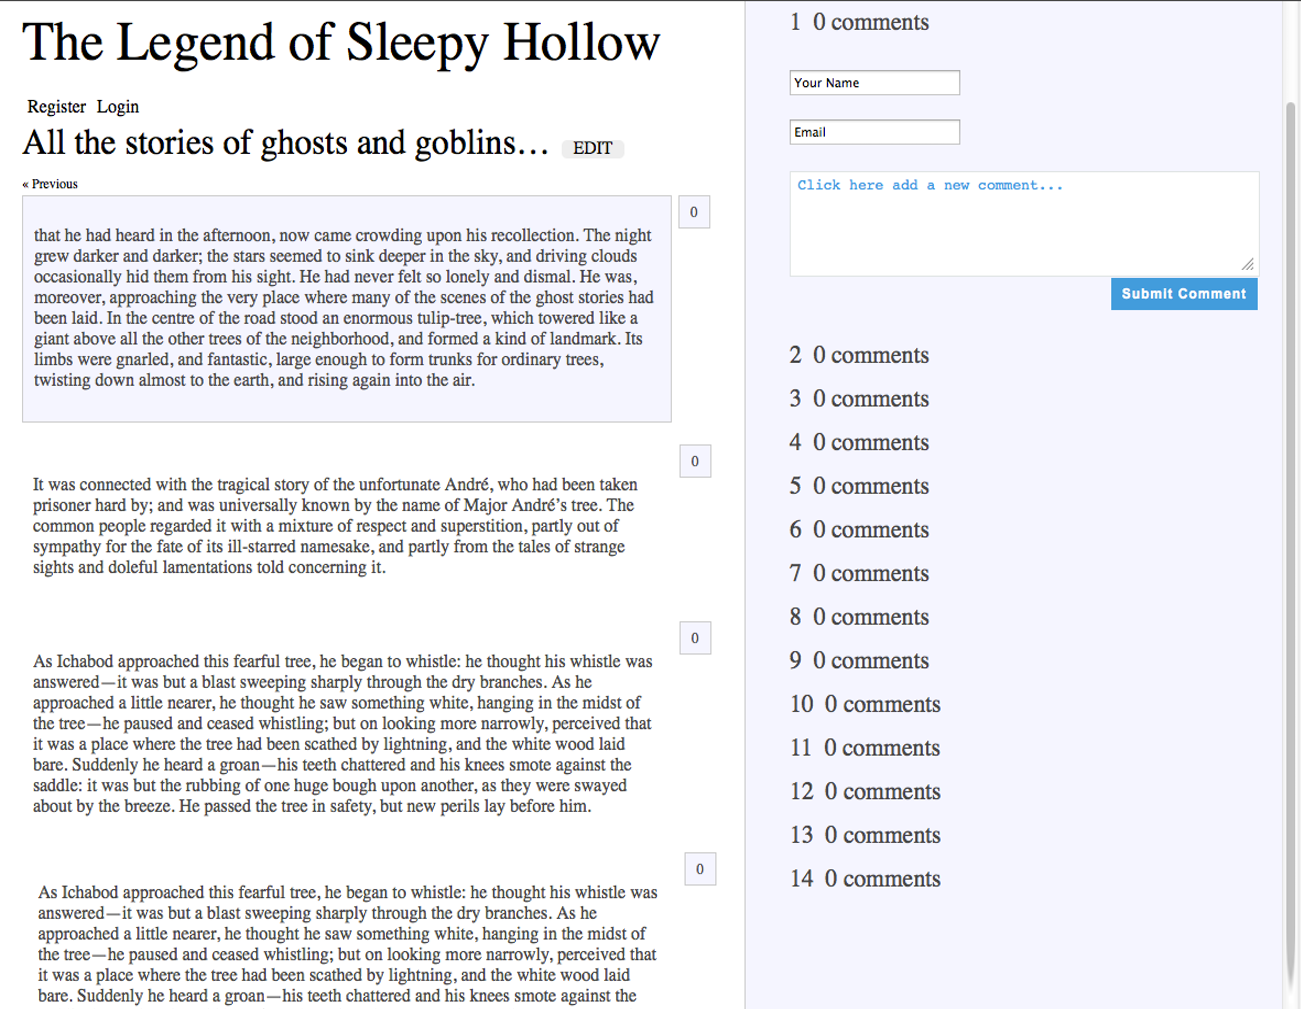 The Legend of Sleepy Hollow
Register Login
All the stories of ghosts and goblins… EDIT
« Previous
0
that he had heard in the afternoon, now came crowding upon his recollection. The night
grew darker and darker; the stars seemed to sink deeper in the sky, and driving clouds
occasionally hid them from his sight. He had never felt so lonely and dismal. He was,
moreover, approaching the very place where many of the scenes of the ghost stories had
been laid. In the centre of the road stood an enormous tulip-tree, which towered like a
giant above all the other trees of the neighborhood, and formed a kind of landmark. Its
limbs were gnarled, and fantastic, large enough to form trunks for ordinary trees,
twisting down almost to the earth, and rising again into the air.
0
It was connected with the tragical story of the unfortunate André, who had been taken
prisoner hard by; and was universally known by the name of Major André’s tree. The
common people regarded it with a mixture of respect and superstition, partly out of
sympathy for the fate of its ill-starred namesake, and partly from the tales of strange
sights and doleful lamentations told concerning it.
0
As Ichabod approached this fearful tree, he began to whistle: he thought his whistle was
answered—it was but a blast sweeping sharply through the dry branches. As he
approached a little nearer, he thought he saw something white, hanging in the midst of
the tree—he paused and ceased whistling; but on looking more narrowly, perceived that
it was a place where the tree had been scathed by lightning, and the white wood laid
bare. Suddenly he heard a groan—his teeth chattered and his knees smote against the
saddle: it was but the rubbing of one huge bough upon another, as they were swayed
about by the breeze. He passed the tree in safety, but new perils lay before him.
0
As Ichabod approached this fearful tree, he began to whistle: he thought his whistle was
answered—it was but a blast sweeping sharply through the dry branches. As he
approached a little nearer, he thought he saw something white, hanging in the midst of
the tree—he paused and ceased whistling; but on looking more narrowly, perceived that
it was a place where the tree had been scathed by lightning, and the white wood laid
bare. Suddenly he heard a groan—his teeth chattered and his knees smote against the
1 0 comments
Your Name
Email
Click here add a new comment...
Submit Comment
2 0 comments
3 0 comments
4 0 comments
5 0 comments
6 0 comments
7 0 comments
8 0 comments
9 0 comments
10 0 comments
11 0 comments
12 0 comments
13 0 comments
14 0 comments